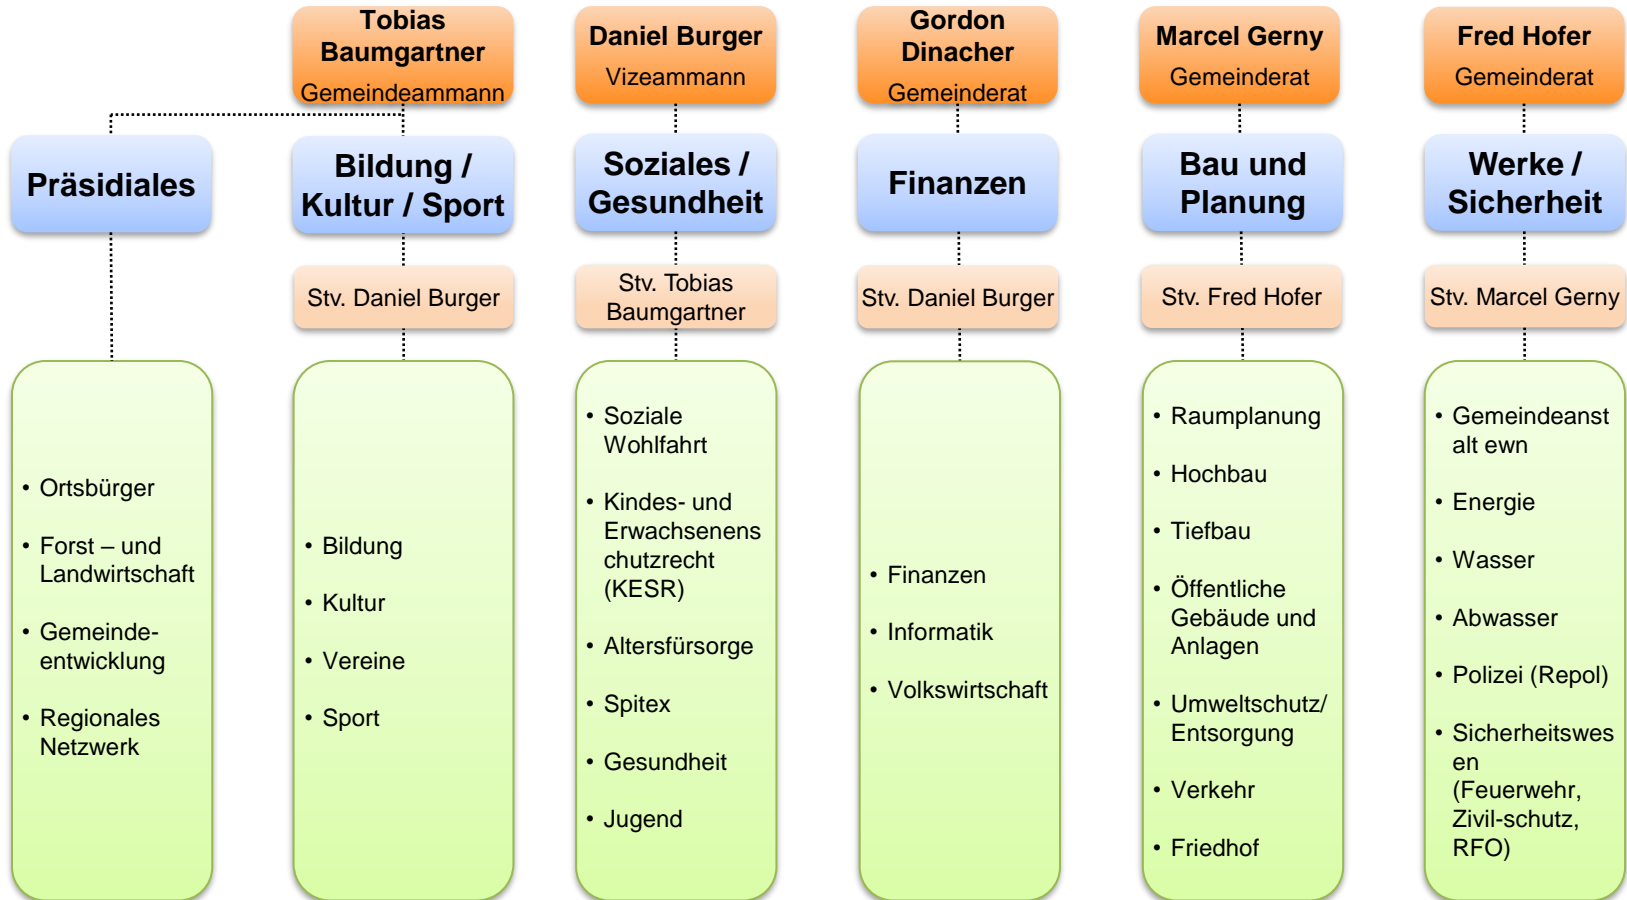 Tobias
Baumgartner
Gemeindeammann
Daniel Burger
Vizeammann
Gordon
Dinacher
Gemeinderat
Marcel Gerny
Gemeinderat
Fred Hofer
Gemeinderat
Präsidiales
Bildung /
Kultur / Sport
Soziales /
Gesundheit
Finanzen
Bau und
Planung
Werke /
Sicherheit
Stv. Daniel Burger
Stv. Tobias
Baumgartner
Stv. Daniel Burger
Stv. Fred Hofer
Stv. Marcel Gerny
• Ortsbürger
• Forst – und
Landwirtschaft
• Gemeinde-
entwicklung
• Regionales
Netzwerk
• Bildung
• Kultur
• Vereine
• Sport
• Soziale
Wohlfahrt
• Kindes- und
Erwachsenens
chutzrecht
(KESR)
• Altersfürsorge
• Spitex
• Gesundheit
• Jugend
• Finanzen
• Informatik
• Volkswirtschaft
• Raumplanung
• Hochbau
• Tiefbau
• Öffentliche
Gebäude und
Anlagen
• Umweltschutz/
Entsorgung
• Verkehr
• Friedhof
• Gemeindeanst
alt ewn
• Energie
• Wasser
• Abwasser
• Polizei (Repol)
• Sicherheitswes
en
(Feuerwehr,
Zivil-schutz,
RFO)